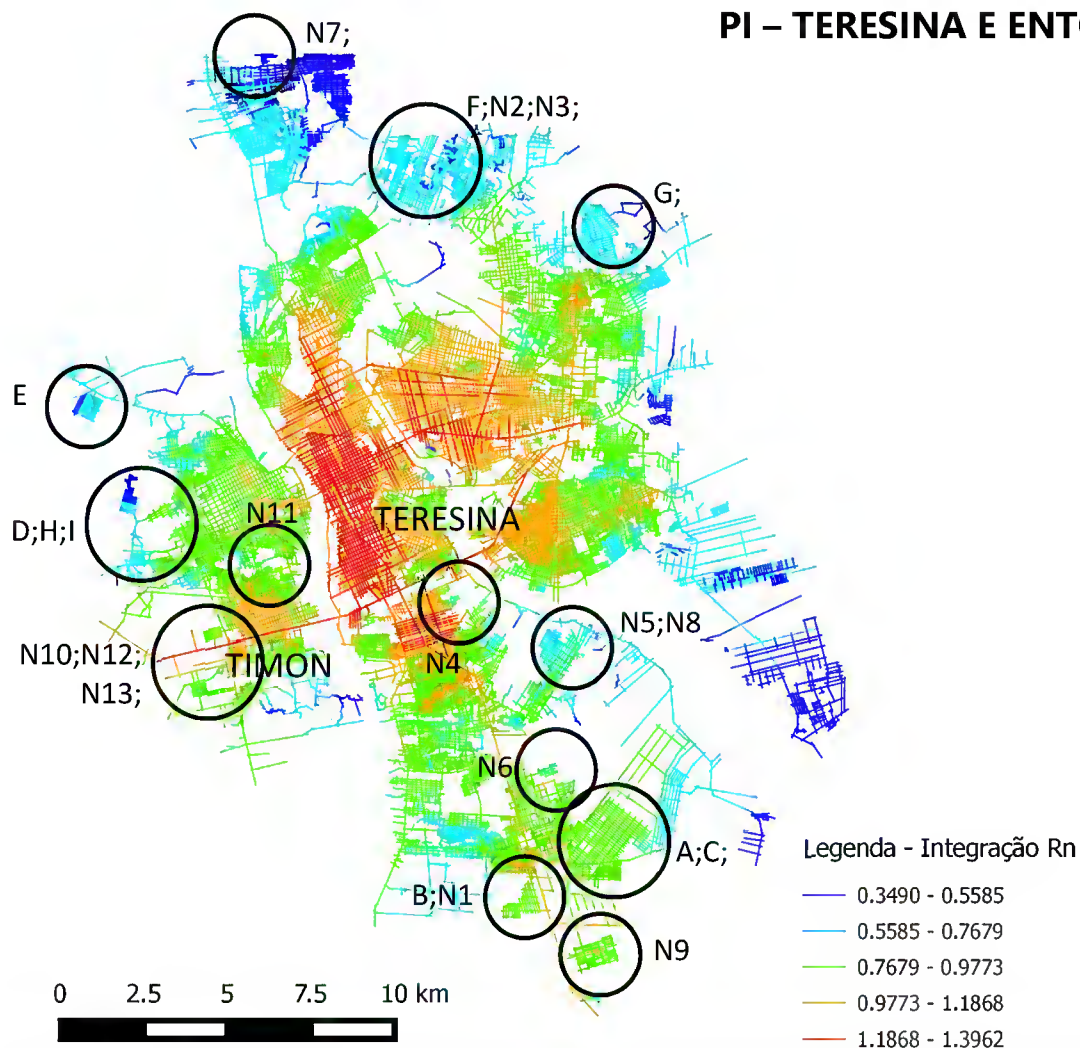 PI – TERESINA E ENTO
N7;
F;N2;N3;
G;
E
D;H;I
N11
TERESINA
N5;N8
N10;N12;
N13;
TIMON
N4
N6
A;C;
B;N1
N9
0 2.5 5 7.5 10 km
Legenda - Integração Rn
0.3490 - 0.5585
0.5585 - 0.7679
0.7679 - 0.9773
0.9773 - 1.1868
1.1868 - 1.3962